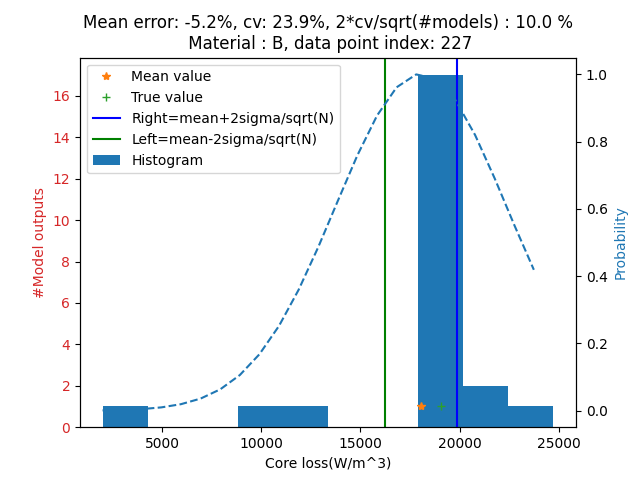 Mean error: -5.2%, cv: 23.9%, 2*cv/sqrt(#models) : 10.0 %
Material : B, data point index: 227
Mean value
True value
Right=mean+2sigma/sqrt(N)
Left=mean-2sigma/sqrt(N)
Histogram
#Model outputs
16
14
12
10
8
6
4
2
0
1.0
0.8
0.6
0.4
0.2
0.0
Probability
5000 10000 15000 20000 25000
Core loss(W/m^3)